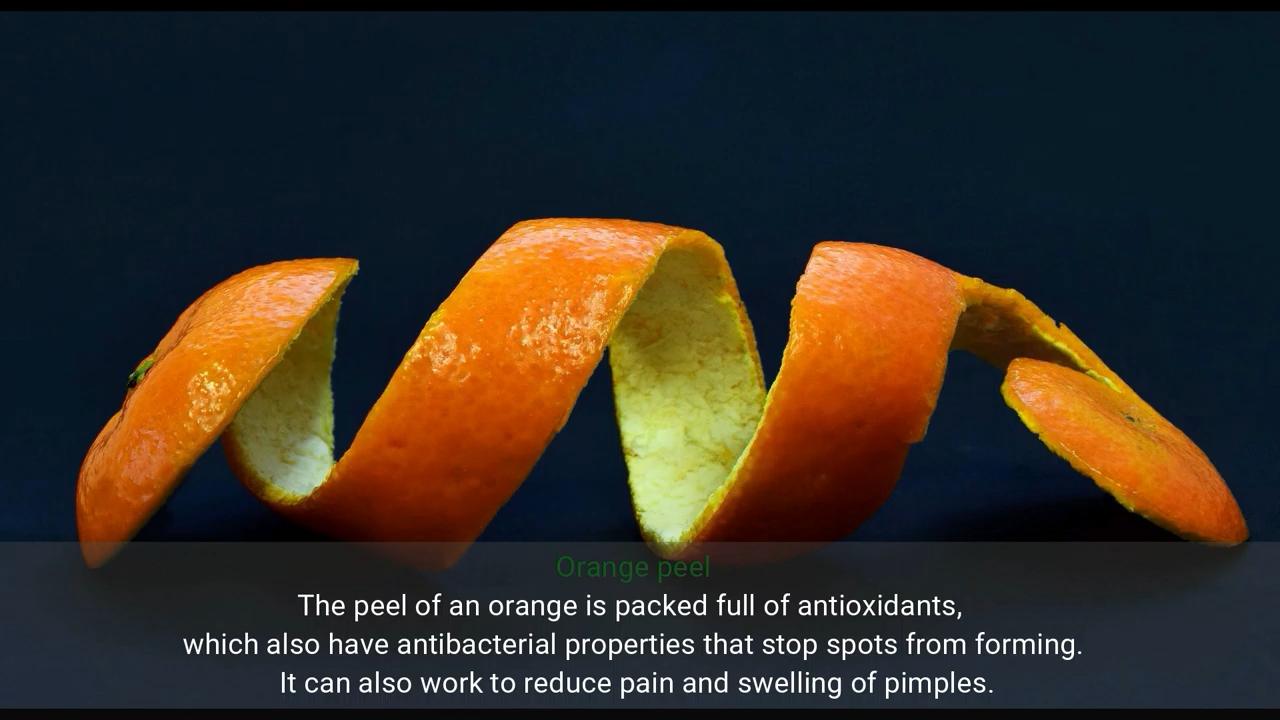 Orange peel
The peel of an orange is packed full of antioxidants,
which also have antibacterial properties that stop spots from forming.
It can also work to reduce pain and swelling of pimples.